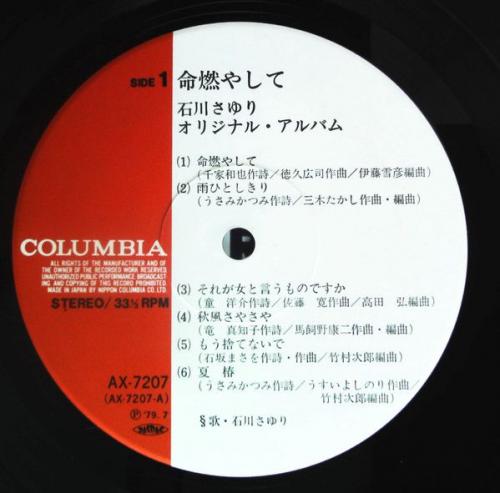 SIDE 1 命燃やして
石川さゆり
オリジナル・アルバム
(1) 命燃やして
(千家和也作詩/徳久広司作曲/伊藤雪彦編曲)
(2) 雨ひとしきり
(うさみかつみ作詩/三木たかし作曲・編曲)
COLUMBIA
ALL RIGHTS OF THE MANUFACTURER AND OF
THE OWNER OF THE RECORDED WORK RESERVED.
UNAUTHORIZED PUBLIC PERFORMANCE, BROADCAST-
ING AND COPYING OF THIS RECORD PROHIBITED.
MADE IN JAPAN BY NIPPON COLUMBIA CO. LTD.
STEREO/33⅓ RPM
(3) それが女と言うものですか
(童 洋介作詩/佐藤 寛作曲/高田 弘編曲)
(4) 秋風さやさや
(竜 真知子作詩/馬飼野康二作曲・編曲)
(5) もう捨てないで
(石坂まさを作詩・作曲/竹村次郎編曲)
(6) 夏 椿
(うさみかつみ作詩/うすいよしのり作曲/
竹村次郎編曲)
§歌・石川さゆり
AX-7207
(AX-7207-A)
Ⓟ '79. 7